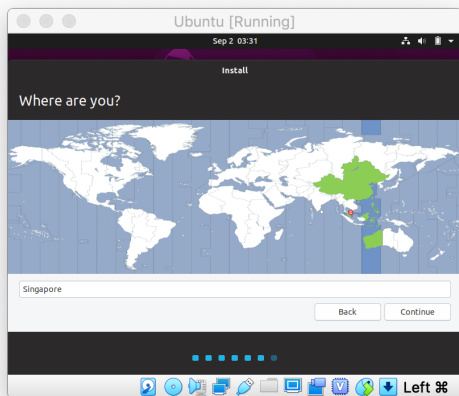 Ubuntu [Running]
Sep 2 03:31
Install
Where are you?
Singapore
Back
Continue
Left ⌘